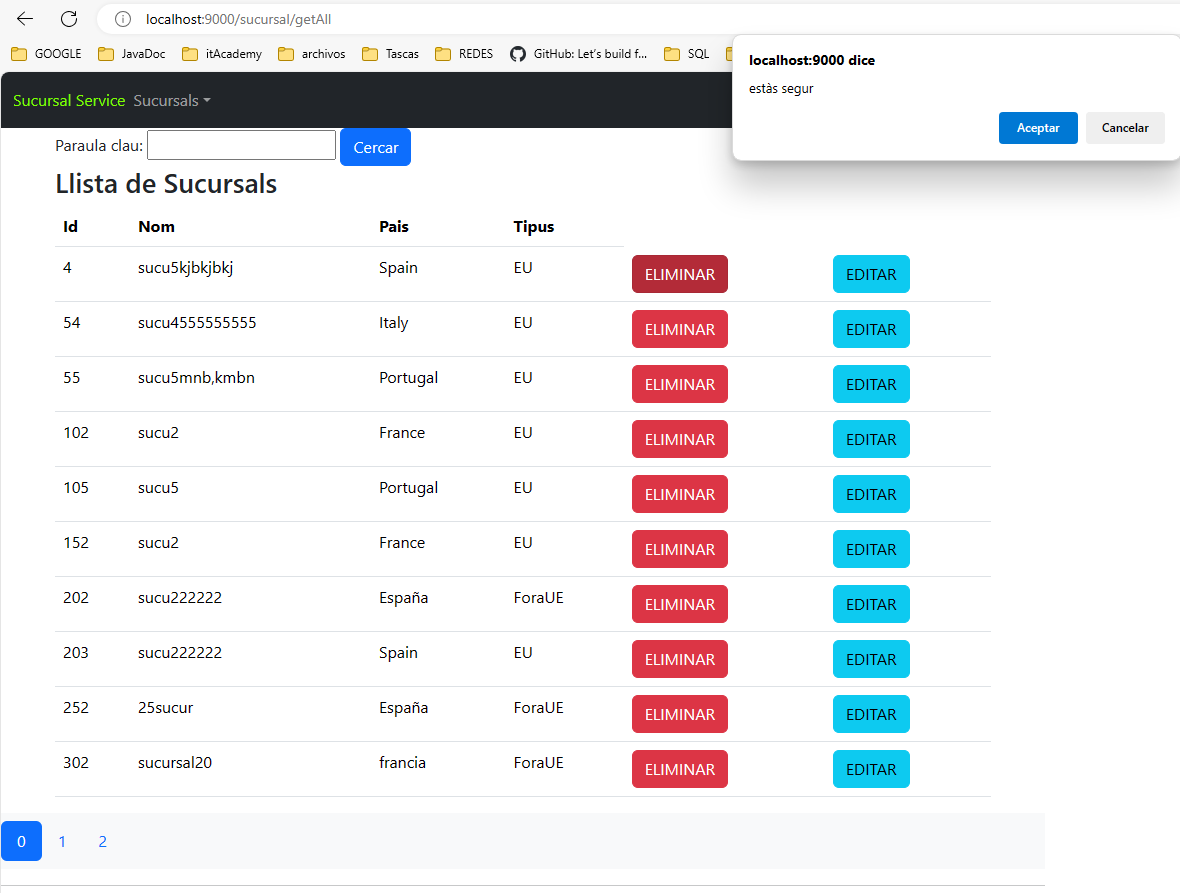 localhost:9000/sucursal/getAll
GOOGLE JavaDoc itAcademy archivos Tascas REDES GitHub: Let's build f... SQL
localhost:9000 dice
estàs segur
Aceptar Cancelar
Sucursal Service Sucursals
Paraula clau: Cercar
Llista de Sucursals
Id Nom Pais Tipus
4 sucu5kjbkjbkj Spain EU ELIMINAR EDITAR
54 sucu4555555555 Italy EU ELIMINAR EDITAR
55 sucu5mnb,kmbn Portugal EU ELIMINAR EDITAR
102 sucu2 France EU ELIMINAR EDITAR
105 sucu5 Portugal EU ELIMINAR EDITAR
152 sucu2 France EU ELIMINAR EDITAR
202 sucu222222 España ForaUE ELIMINAR EDITAR
203 sucu222222 Spain EU ELIMINAR EDITAR
252 25sucur España ForaUE ELIMINAR EDITAR
302 sucursal20 francia ForaUE ELIMINAR EDITAR
0 1 2